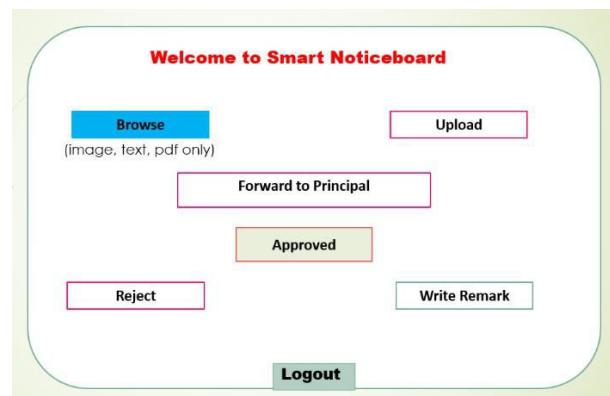 Welcome to Smart Noticeboard
Browse
Upload
(image, text, pdf only)
Forward to Principal
Approved
Reject
Write Remark
Logout